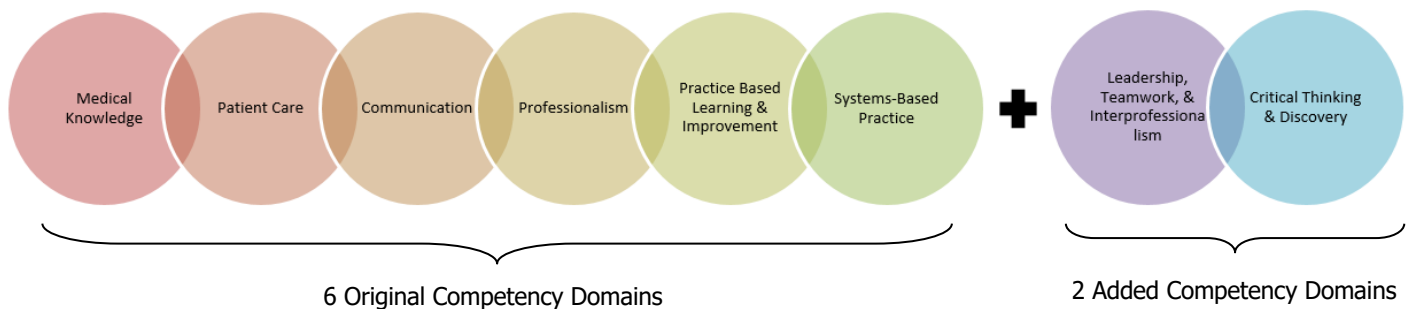 Medical
Knowledge
Patient Care
Communication
Professionalism
Practice Based
Learning &
Improvement
Systems-Based
Practice
Leadership,
Teamwork, &
Interprofessiona
lism
Critical Thinking
& Discovery
6 Original Competency Domains
2 Added Competency Domains